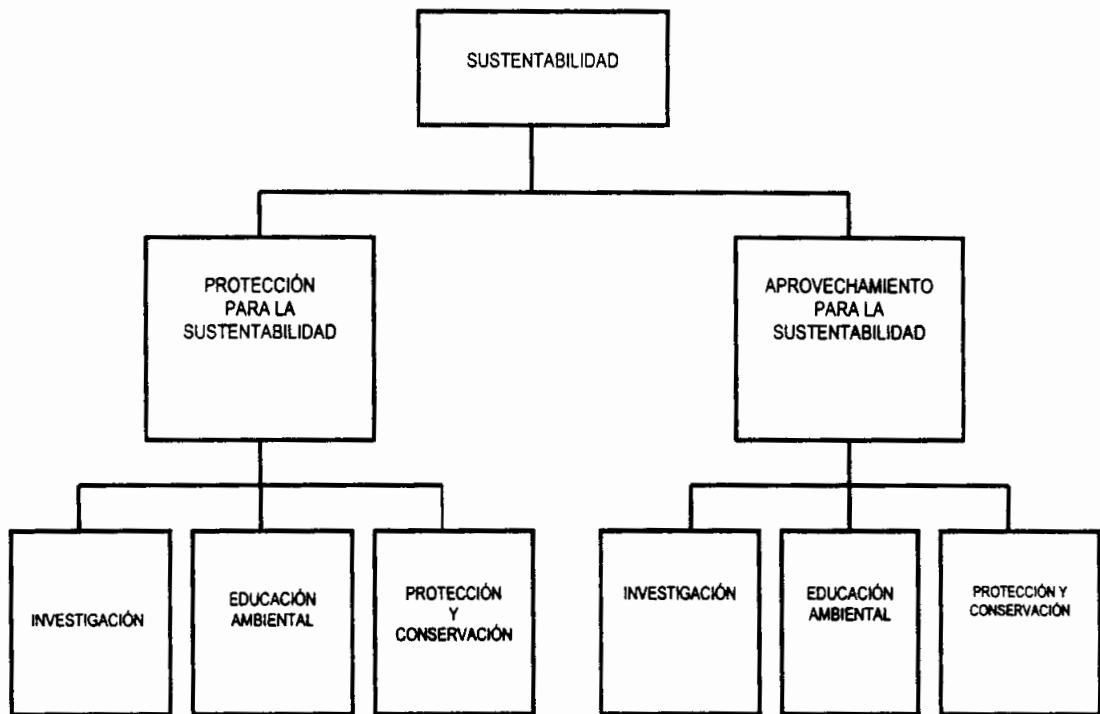 SUSTENTABILIDAD
PROTECCIÓN
PARA LA
SUSTENTABILIDAD
APROVECHAMIENTO
PARA LA
SUSTENTABILIDAD
INVESTIGACIÓN
EDUCACIÓN
AMBIENTAL
PROTECCIÓN
Y
CONSERVACIÓN
INVESTIGACIÓN
EDUCACIÓN
AMBIENTAL
PROTECCIÓN Y
CONSERVACIÓN